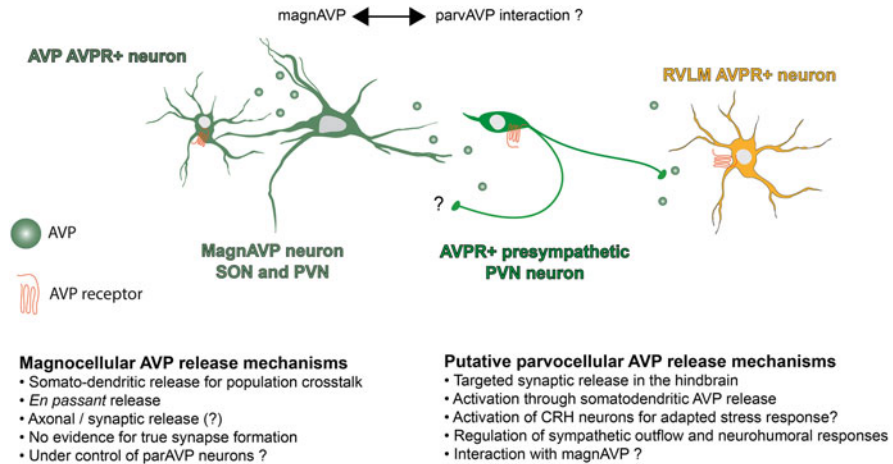 magnAVP parvAVP interaction ?
AVP AVPR+ neuron
RVLM AVPR+ neuron
?
AVP
AVP receptor
MagnAVP neuron
SON and PVN
AVPR+ presympathetic
PVN neuron
Magnocellular AVP release mechanisms
• Somato-dendritic release for population crosstalk
• En passant release
• Axonal / synaptic release (?)
• No evidence for true synapse formation
• Under control of parAVP neurons ?
Putative parvocellular AVP release mechanisms
• Targeted synaptic release in the hindbrain
• Activation through somatodendritic AVP release
• Activation of CRH neurons for adapted stress response?
• Regulation of sympathetic outflow and neurohumoral responses
• Interaction with magnAVP ?